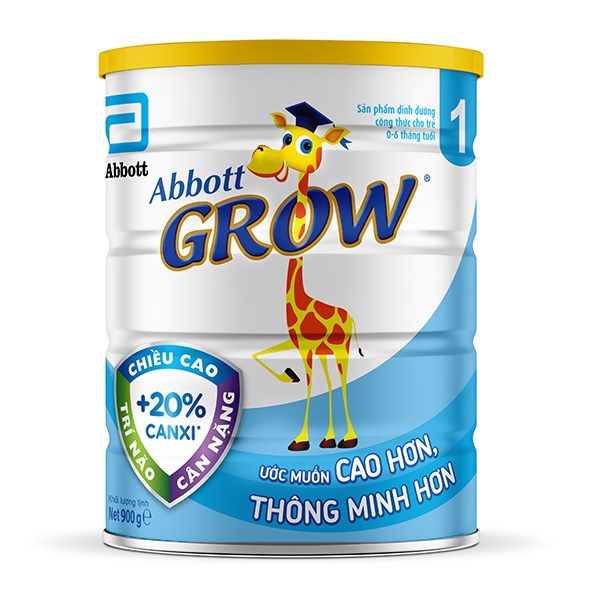 Abbott
Sản phẩm dinh dưỡng
công thức cho trẻ
0-6 tháng tuổi
1
Abbott
GROW®
CHIỀU CAO
+20%
CANXI*
TRÍ NÃO
CÂN NẶNG
ƯỚC MUỐN CAO HƠN,
THÔNG MINH HƠN
Khối lượng tịnh
Net 900g℮